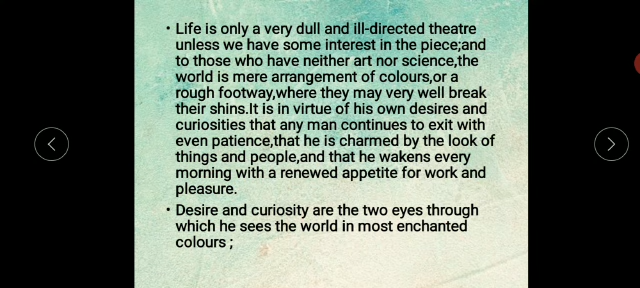 • Life is only a very dull and ill-directed theatre
unless we have some interest in the piece;and
to those who have neither art nor science,the
world is mere arrangement of colours,or a
rough footway,where they may very well break
their shins.It is in virtue of his own desires and
curiosities that any man continues to exit with
even patience,that he is charmed by the look of
things and people,and that he wakens every
morning with a renewed appetite for work and
pleasure.
• Desire and curiosity are the two eyes through
which he sees the world in most enchanted
colours ;